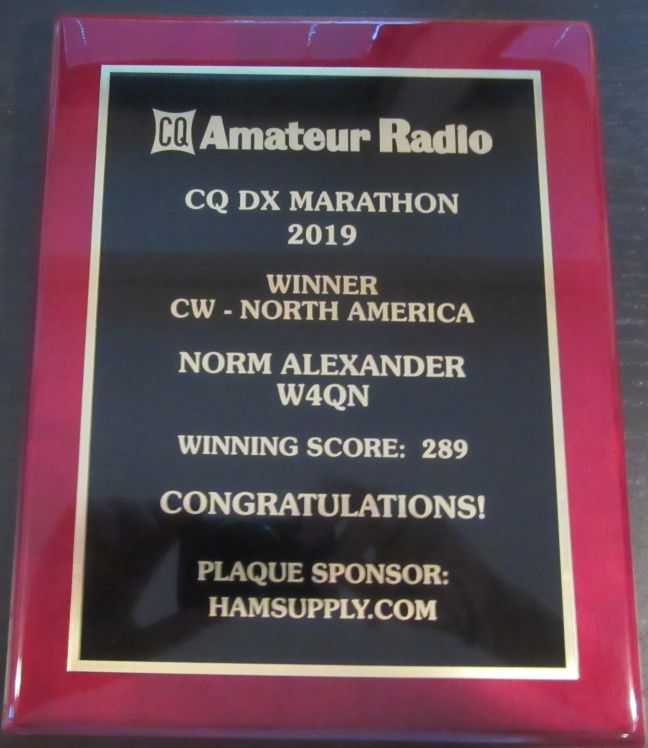 CQ Amateur Radio
CQ DX MARATHON
2019
WINNER
CW - NORTH AMERICA
NORM ALEXANDER
W4QN
WINNING SCORE: 289
CONGRATULATIONS!
PLAQUE SPONSOR:
HAMSUPPLY.COM